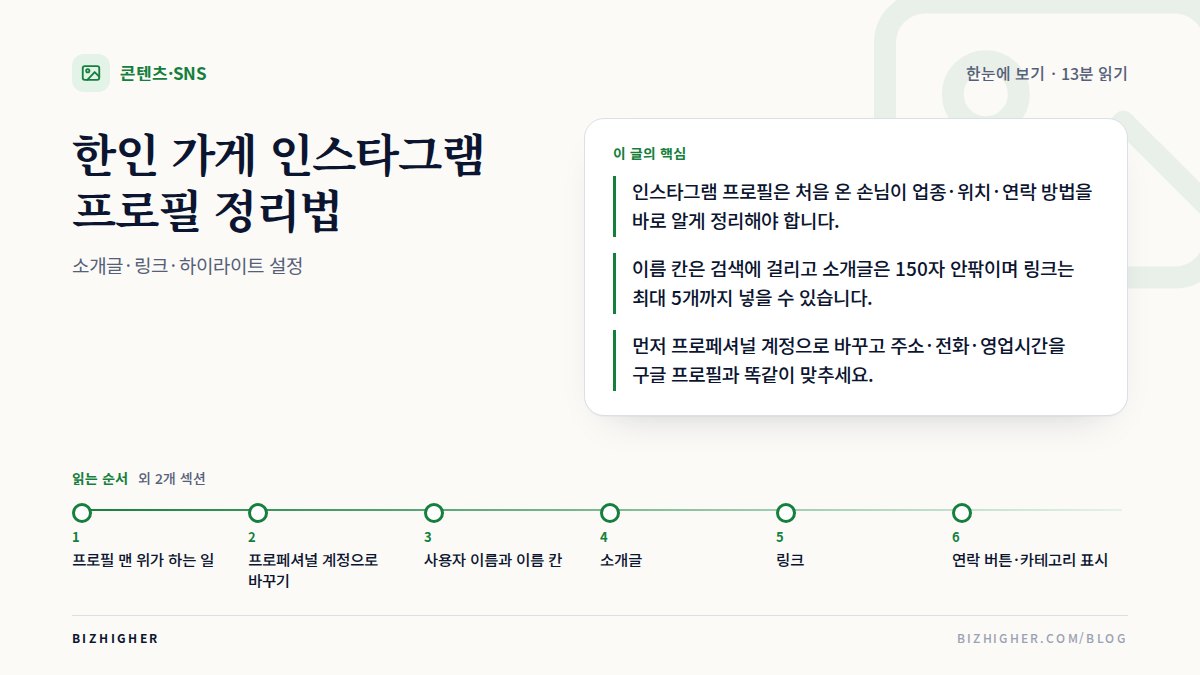 콘텐츠·SNS
한눈에 보기 · 13분 읽기
한인 가게 인스타그램
프로필 정리법
소개글·링크·하이라이트 설정
이 글의 핵심
인스타그램 프로필은 처음 온 손님이 업종·위치·연락 방법을
바로 알게 정리해야 합니다.
이름 칸은 검색에 걸리고 소개글은 150자 안팎이며 링크는
최대 5개까지 넣을 수 있습니다.
먼저 프로페셔널 계정으로 바꾸고 주소·전화·영업시간을
구글 프로필과 똑같이 맞추세요.
읽는 순서 외 2개 섹션
1
프로필 맨 위가 하는 일
2
프로페셔널 계정으로
바꾸기
3
사용자 이름과 이름 칸
4
소개글
5
링크
6
연락 버튼·카테고리 표시
BIZHIGHER
BIZHIGHER.COM/BLOG